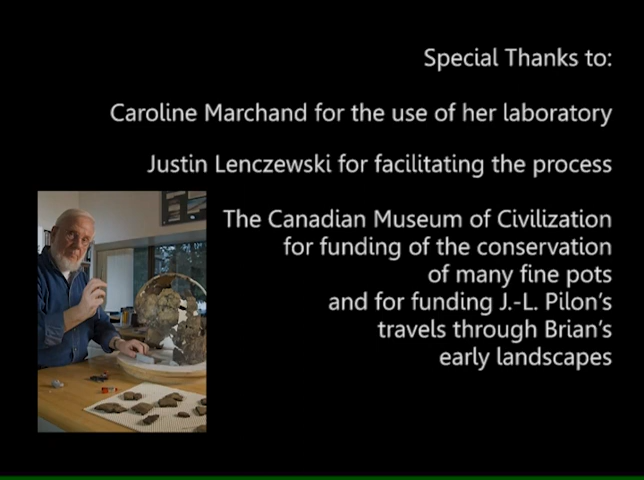 Special Thanks to:
Caroline Marchand for the use of her laboratory
Justin Lenczewski for facilitating the process
The Canadian Museum of Civilization
for funding of the conservation
of many fine pots
and for funding J.-L. Pilon's
travels through Brian's
early landscapes